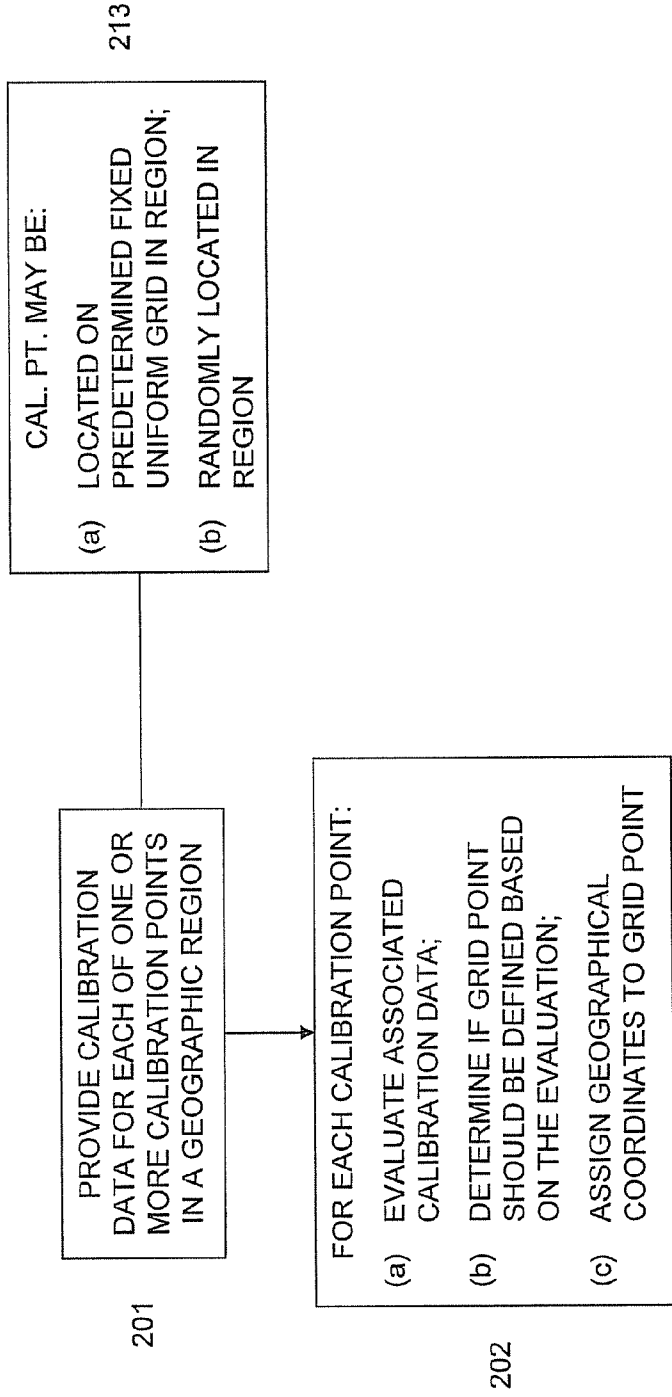 PROVIDE CALIBRATION
DATA FOR EACH OF ONE OR
MORE CALIBRATION POINTS
IN A GEOGRAPHIC REGION
201
CAL. PT. MAY BE:
(a) LOCATED ON
PREDETERMINED FIXED
UNIFORM GRID IN REGION;
(b) RANDOMLY LOCATED IN
REGION
213
FOR EACH CALIBRATION POINT:
(a) EVALUATE ASSOCIATED
CALIBRATION DATA;
(b) DETERMINE IF GRID POINT
SHOULD BE DEFINED BASED
ON THE EVALUATION;
(c) ASSIGN GEOGRAPHICAL
COORDINATES TO GRID POINT
202